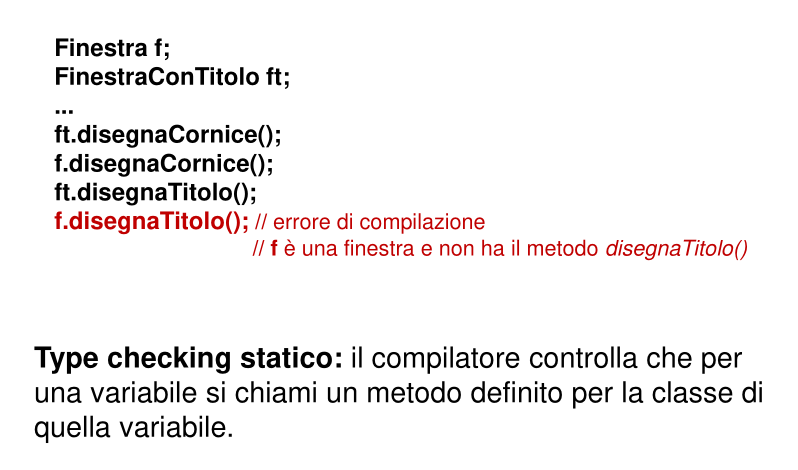 Finestra f;
FinestraConTitolo ft;
...
ft.disegnaCornice();
f.disegnaCornice();
ft.disegnaTitolo();
f.disegnaTitolo(); // errore di compilazione
// f è una finestra e non ha il metodo disegnaTitolo()
Type checking statico: il compilatore controlla che per
una variabile si chiami un metodo definito per la classe di
quella variabile.